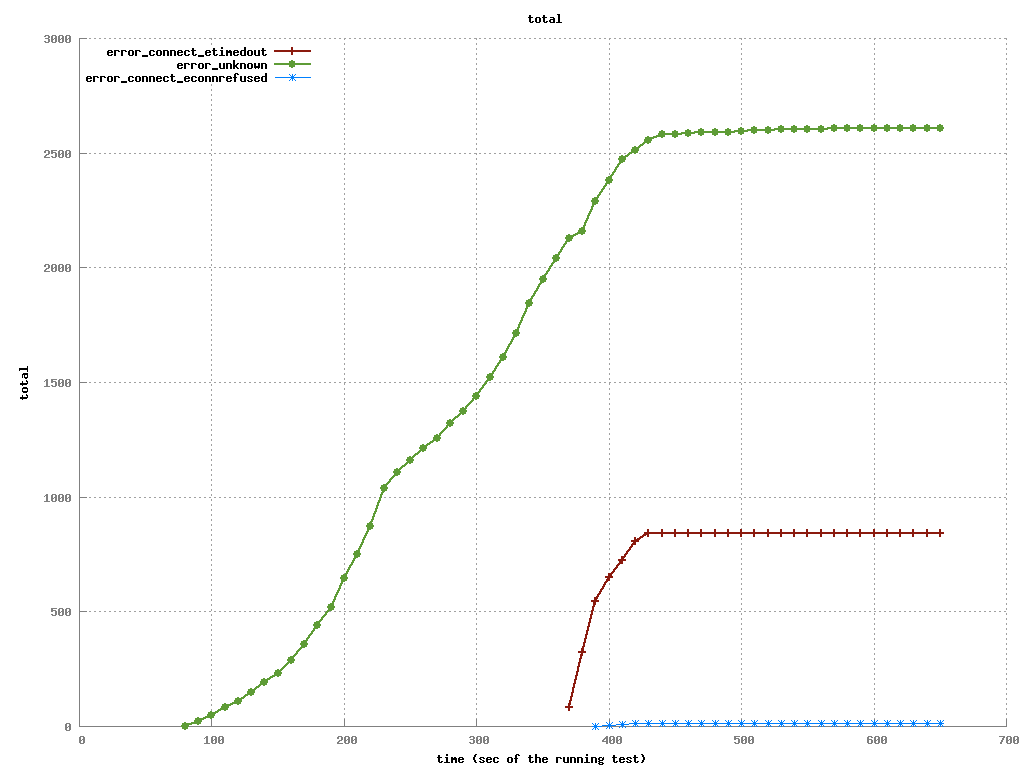 total
3000
error_connect_etimedout
error_unknown
error_connect_econnrefused
2500
2000
1500
total
1000
500
0
0 100 200 300 400 500 600 700
time (sec of the running test)